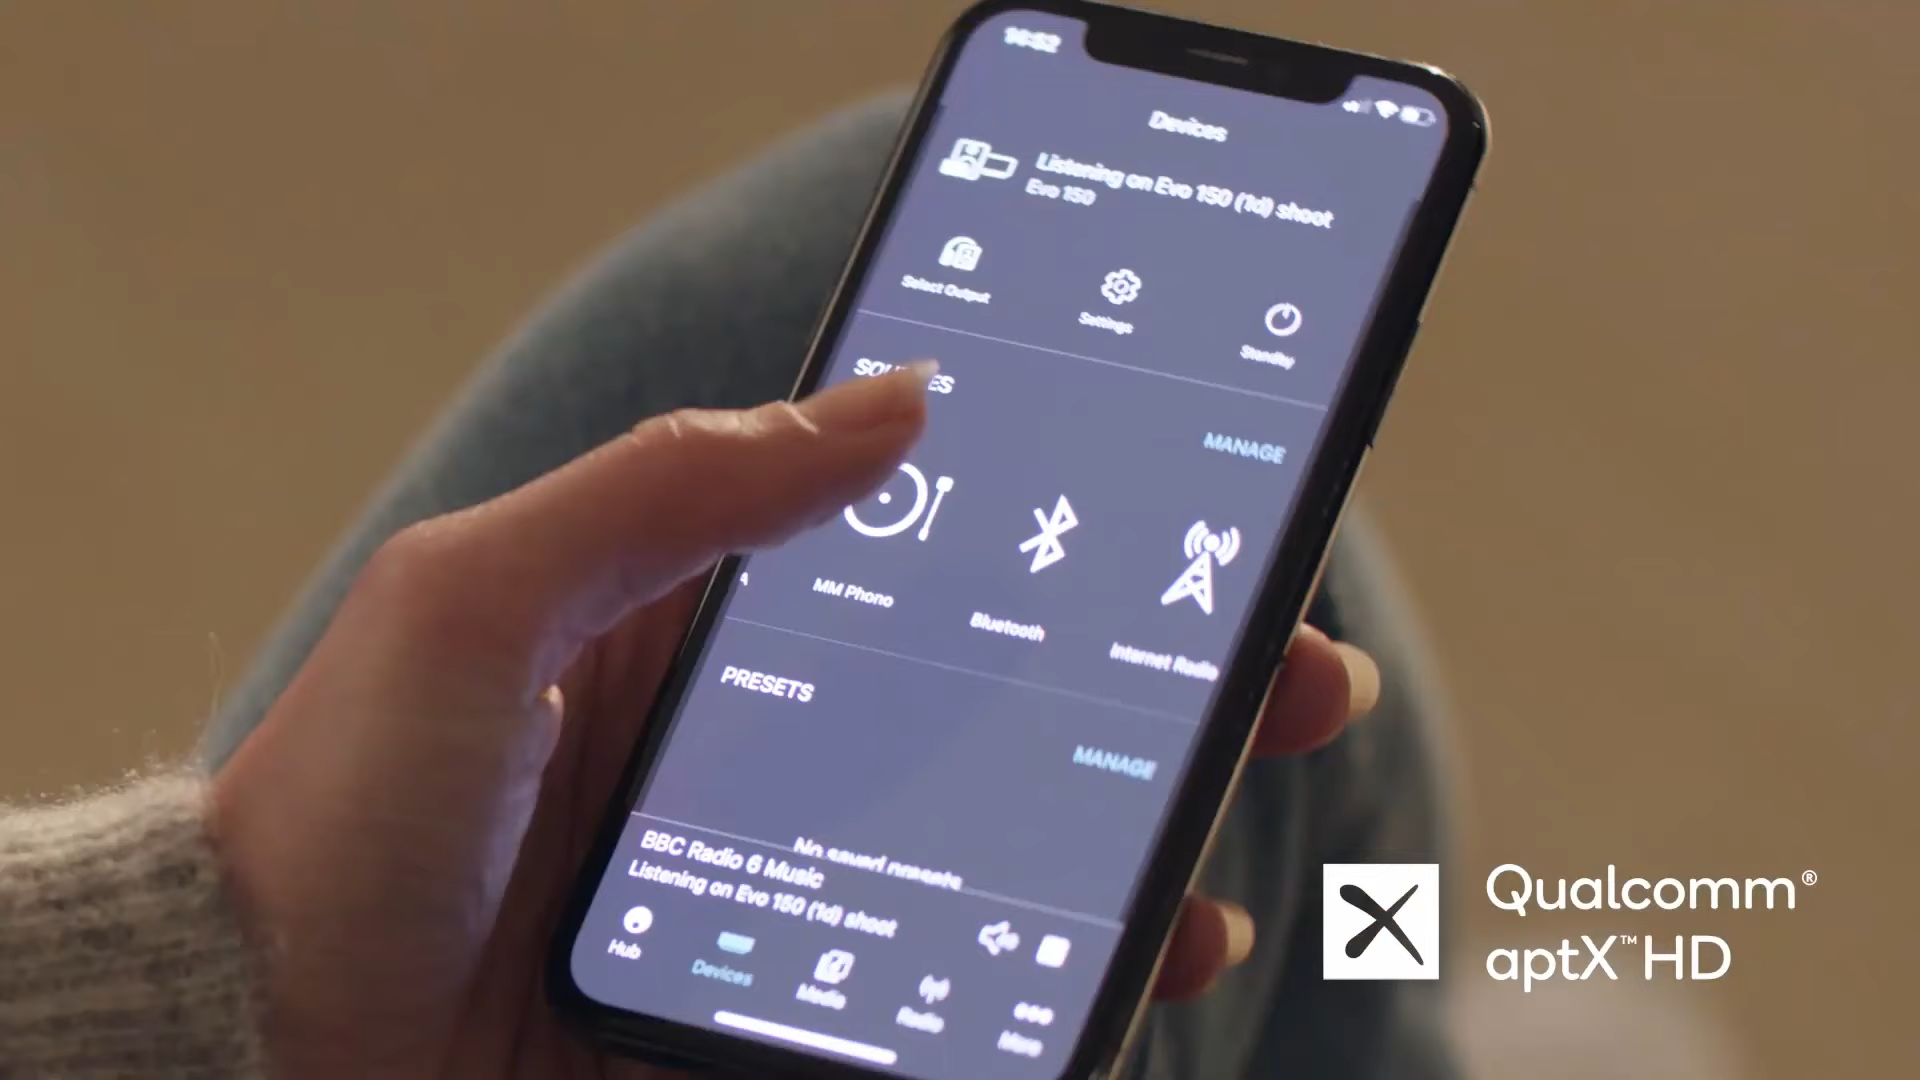 14:52
Devices
Listening on Evo 150 (1d) shoot
Evo 150
Select Output
Settings
Standby
MANAGE
MM Phono
Bluetooth
Internet Radio
PRESETS
MANAGE
No saved presets
BBC Radio 6 Music
Listening on Evo 150 (1d) shoot
Hub
Devices
Media
Radio
More
Qualcomm®
aptX™ HD